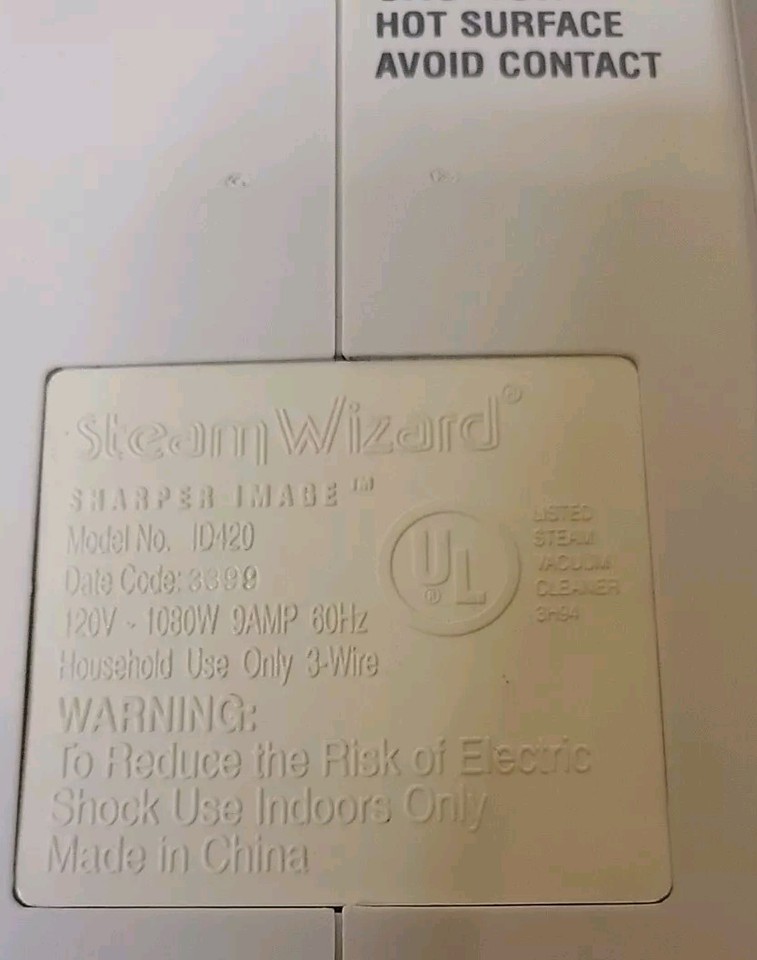 HOT SURFACE
AVOID CONTACT
SteamWizard®
SHARPER IMAGE™
Model No. ID420
Date Code: 3399
120V ~ 1080W 9AMP 60Hz
Household Use Only 3-Wire
UL®
LISTED
STEAM
VACUUM
CLEANER
3H94
WARNING:
To Reduce the Risk of Electric
Shock Use Indoors Only
Made in China